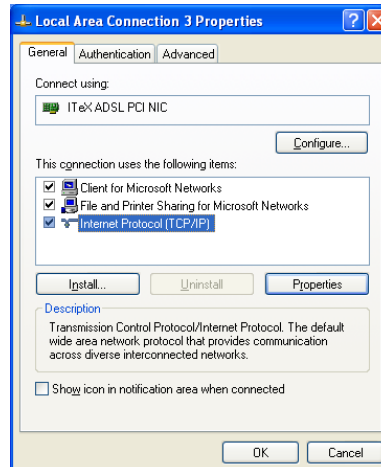 Local Area Connection 3 Properties
General Authentication Advanced
Connect using:
ITeX ADSL PCI NIC
Configure...
This connection uses the following items:
Client for Microsoft Networks
File and Printer Sharing for Microsoft Networks
Internet Protocol (TCP/IP)
Install... Uninstall Properties
Description
Transmission Control Protocol/Internet Protocol. The default
wide area network protocol that provides communication
across diverse interconnected networks.
Show icon in notification area when connected
OK Cancel